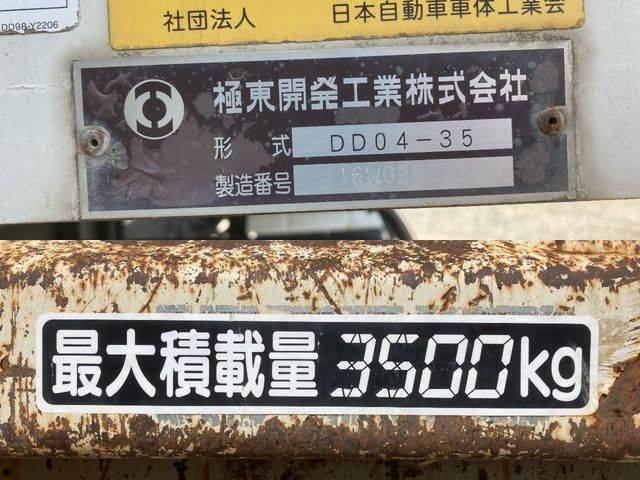 DD98-Y2206
社団法人 日本自動車車体工業会
極東開発工業株式会社
形式 DD04-35
製造番号
最大積載量 3500kg